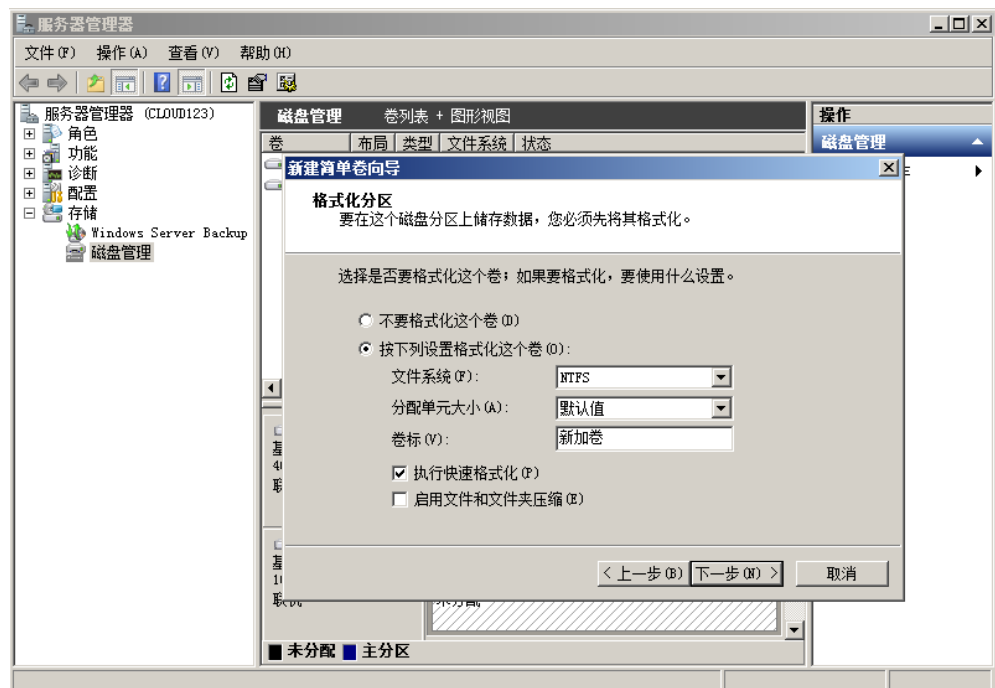 服务器管理器
文件(F) 操作(A) 查看(V) 帮助(H)
服务器管理器 (CLOUD123)
角色
功能
诊断
配置
存储
Windows Server Backup
磁盘管理
磁盘管理 卷列表 + 图形视图
卷 布局 类型 文件系统 状态
操作
磁盘管理
新建简单卷向导
格式化分区
要在这个磁盘分区上储存数据，您必须先将其格式化。
选择是否要格式化这个卷；如果要格式化，要使用什么设置。
不要格式化这个卷(D)
按下列设置格式化这个卷(O):
文件系统(F): NTFS
分配单元大小(A): 默认值
卷标(V): 新加卷
执行快速格式化(P)
启用文件和文件夹压缩(E)
< 上一步(B) 下一步(N) > 取消
未分配 主分区